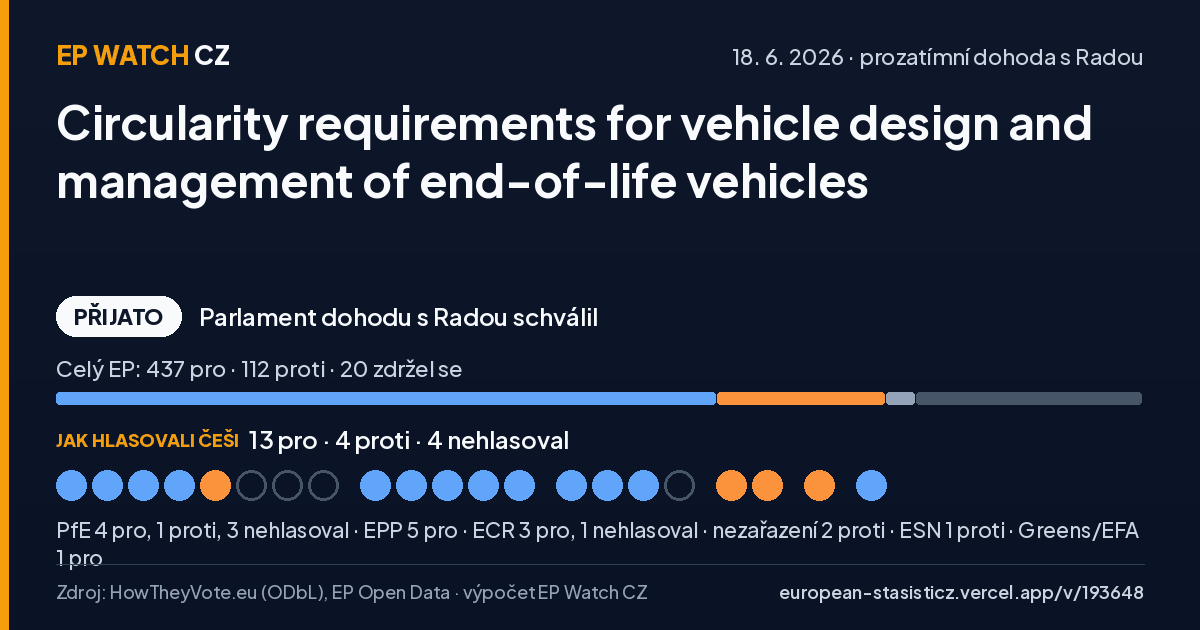 EP WATCH CZ
18. 6. 2026 · prozatímní dohoda s Radou
Circularity requirements for vehicle design and
management of end-of-life vehicles
PŘIJATO Parlament dohodu s Radou schválil
Celý EP: 437 pro · 112 proti · 20 zdržel se
JAK HLASOVALI ČEŠI 13 pro · 4 proti · 4 nehlasoval
PfE 4 pro, 1 proti, 3 nehlasoval · EPP 5 pro · ECR 3 pro, 1 nehlasoval · nezařazení 2 proti · ESN 1 proti · Greens/EFA
1 pro
Zdroj: HowTheyVote.eu (ODbL), EP Open Data · výpočet EP Watch CZ
european-stasisticz.vercel.app/v/193648